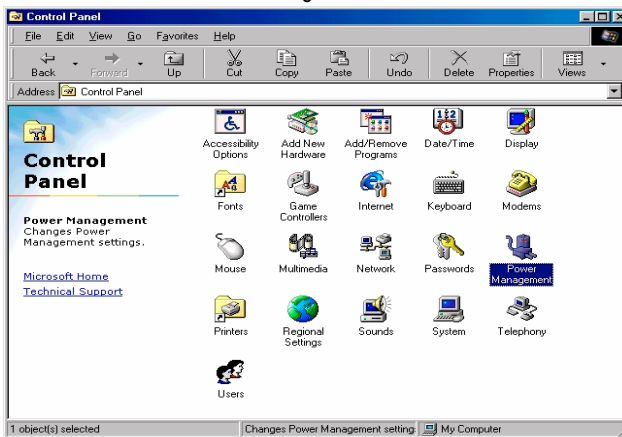 Control Panel
File Edit View Go Favorites Help
Back Forward Up Cut Copy Paste Undo Delete Properties Views
Address Control Panel
Control
Panel
Power Management
Changes Power
Management settings.
Microsoft Home
Technical Support
Accessibility
Options
Add New
Hardware
Add/Remove
Programs
Date/Time
Display
Fonts
Game
Controllers
Internet
Keyboard
Modems
Mouse
Multimedia
Network
Passwords
Power
Management
Printers
Regional
Settings
Sounds
System
Telephony
Users
1 object(s) selected
Changes Power Management setting
My Computer